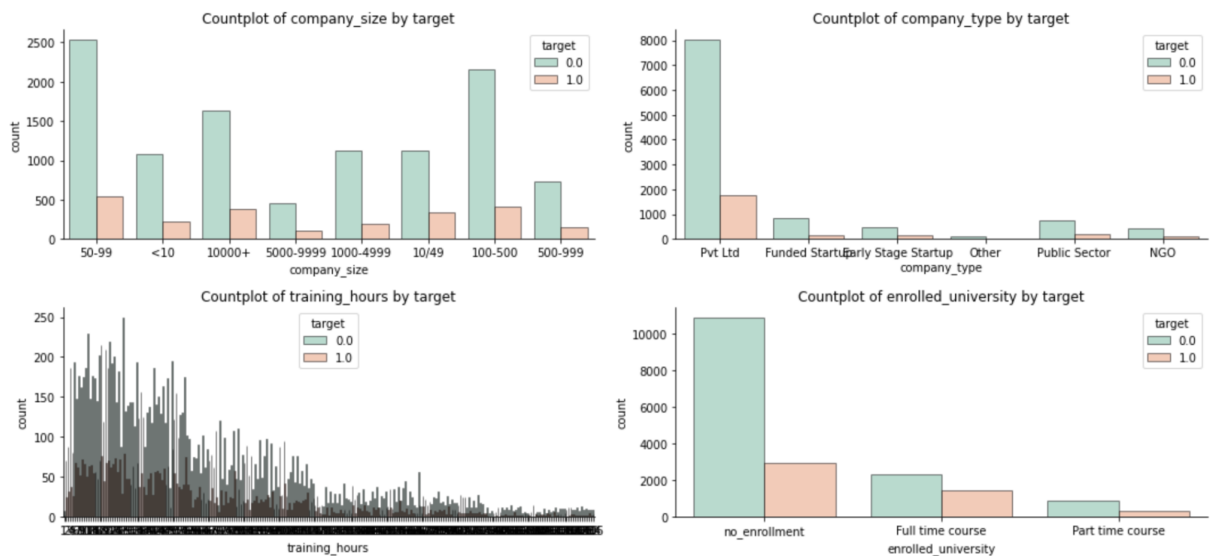 Countplot of company_size by target
2500
2000
1500
1000
500
0
count
target
0.0
1.0
50-99 <10 10000+ 5000-9999 1000-4999 10/49 100-500 500-999
company_size
Countplot of company_type by target
8000
7000
6000
5000
4000
3000
2000
1000
0
count
target
0.0
1.0
Pvt Ltd Funded Startup Early Stage Startup Other Public Sector NGO
company_type
Countplot of training_hours by target
250
200
150
100
50
0
count
target
0.0
1.0
training_hours
Countplot of enrolled_university by target
10000
8000
6000
4000
2000
0
count
target
0.0
1.0
no_enrollment Full time course Part time course
enrolled_university